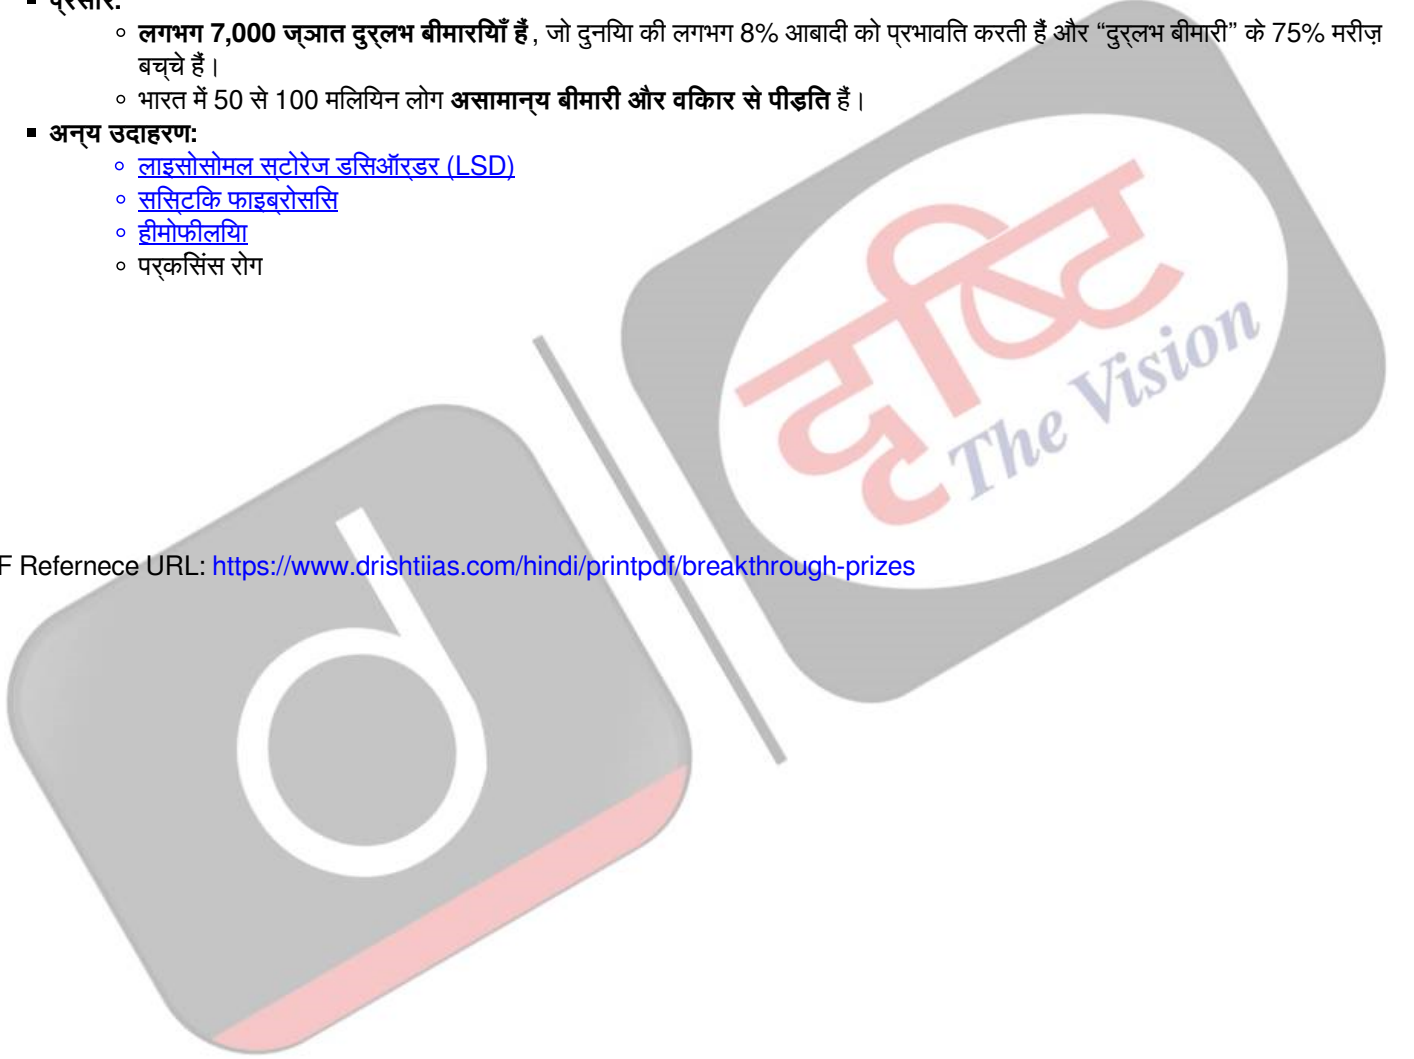 ▪ प्रसार:
◦ लगभग 7,000 ज्ञात दुर्लभ बीमारियाँ हैं, जो दुनिया की लगभग 8% आबादी को प्रभावित करती हैं और “दुर्लभ बीमारी” के 75% मरीज़
बच्चे हैं।
◦ भारत में 50 से 100 मिलियन लोग असामान्य बीमारी और विकार से पीड़ित हैं।
▪ अन्य उदाहरण:
◦ लाइसोसोमल स्टोरेज डिसऑर्डर (LSD)
◦ सिस्टिक फाइब्रोसिस
◦ हीमोफीलिया
◦ पर्किसंस रोग
दृष्टि
The Vision
F Refernece URL: https://www.drishtiias.com/hindi/printpdf/breakthrough-prizes
d